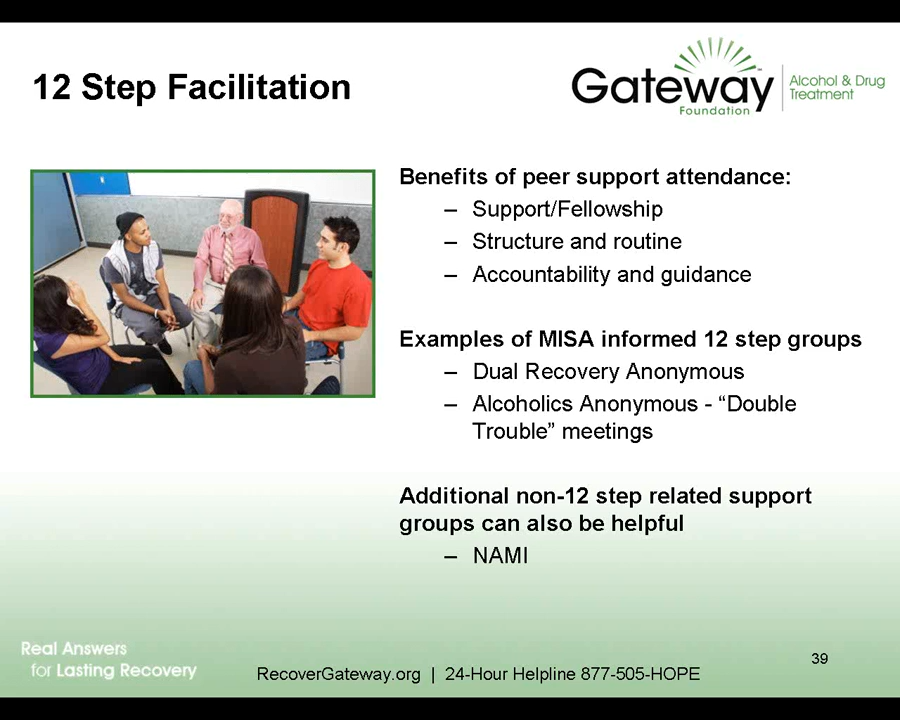 12 Step Facilitation
Gateway
Foundation
Alcohol & Drug
Treatment
Benefits of peer support attendance:
– Support/Fellowship
– Structure and routine
– Accountability and guidance
Examples of MISA informed 12 step groups
– Dual Recovery Anonymous
– Alcoholics Anonymous - “Double
Trouble” meetings
Additional non-12 step related support
groups can also be helpful
– NAMI
Real Answers
for Lasting Recovery
RecoverGateway.org | 24-Hour Helpline 877-505-HOPE
39